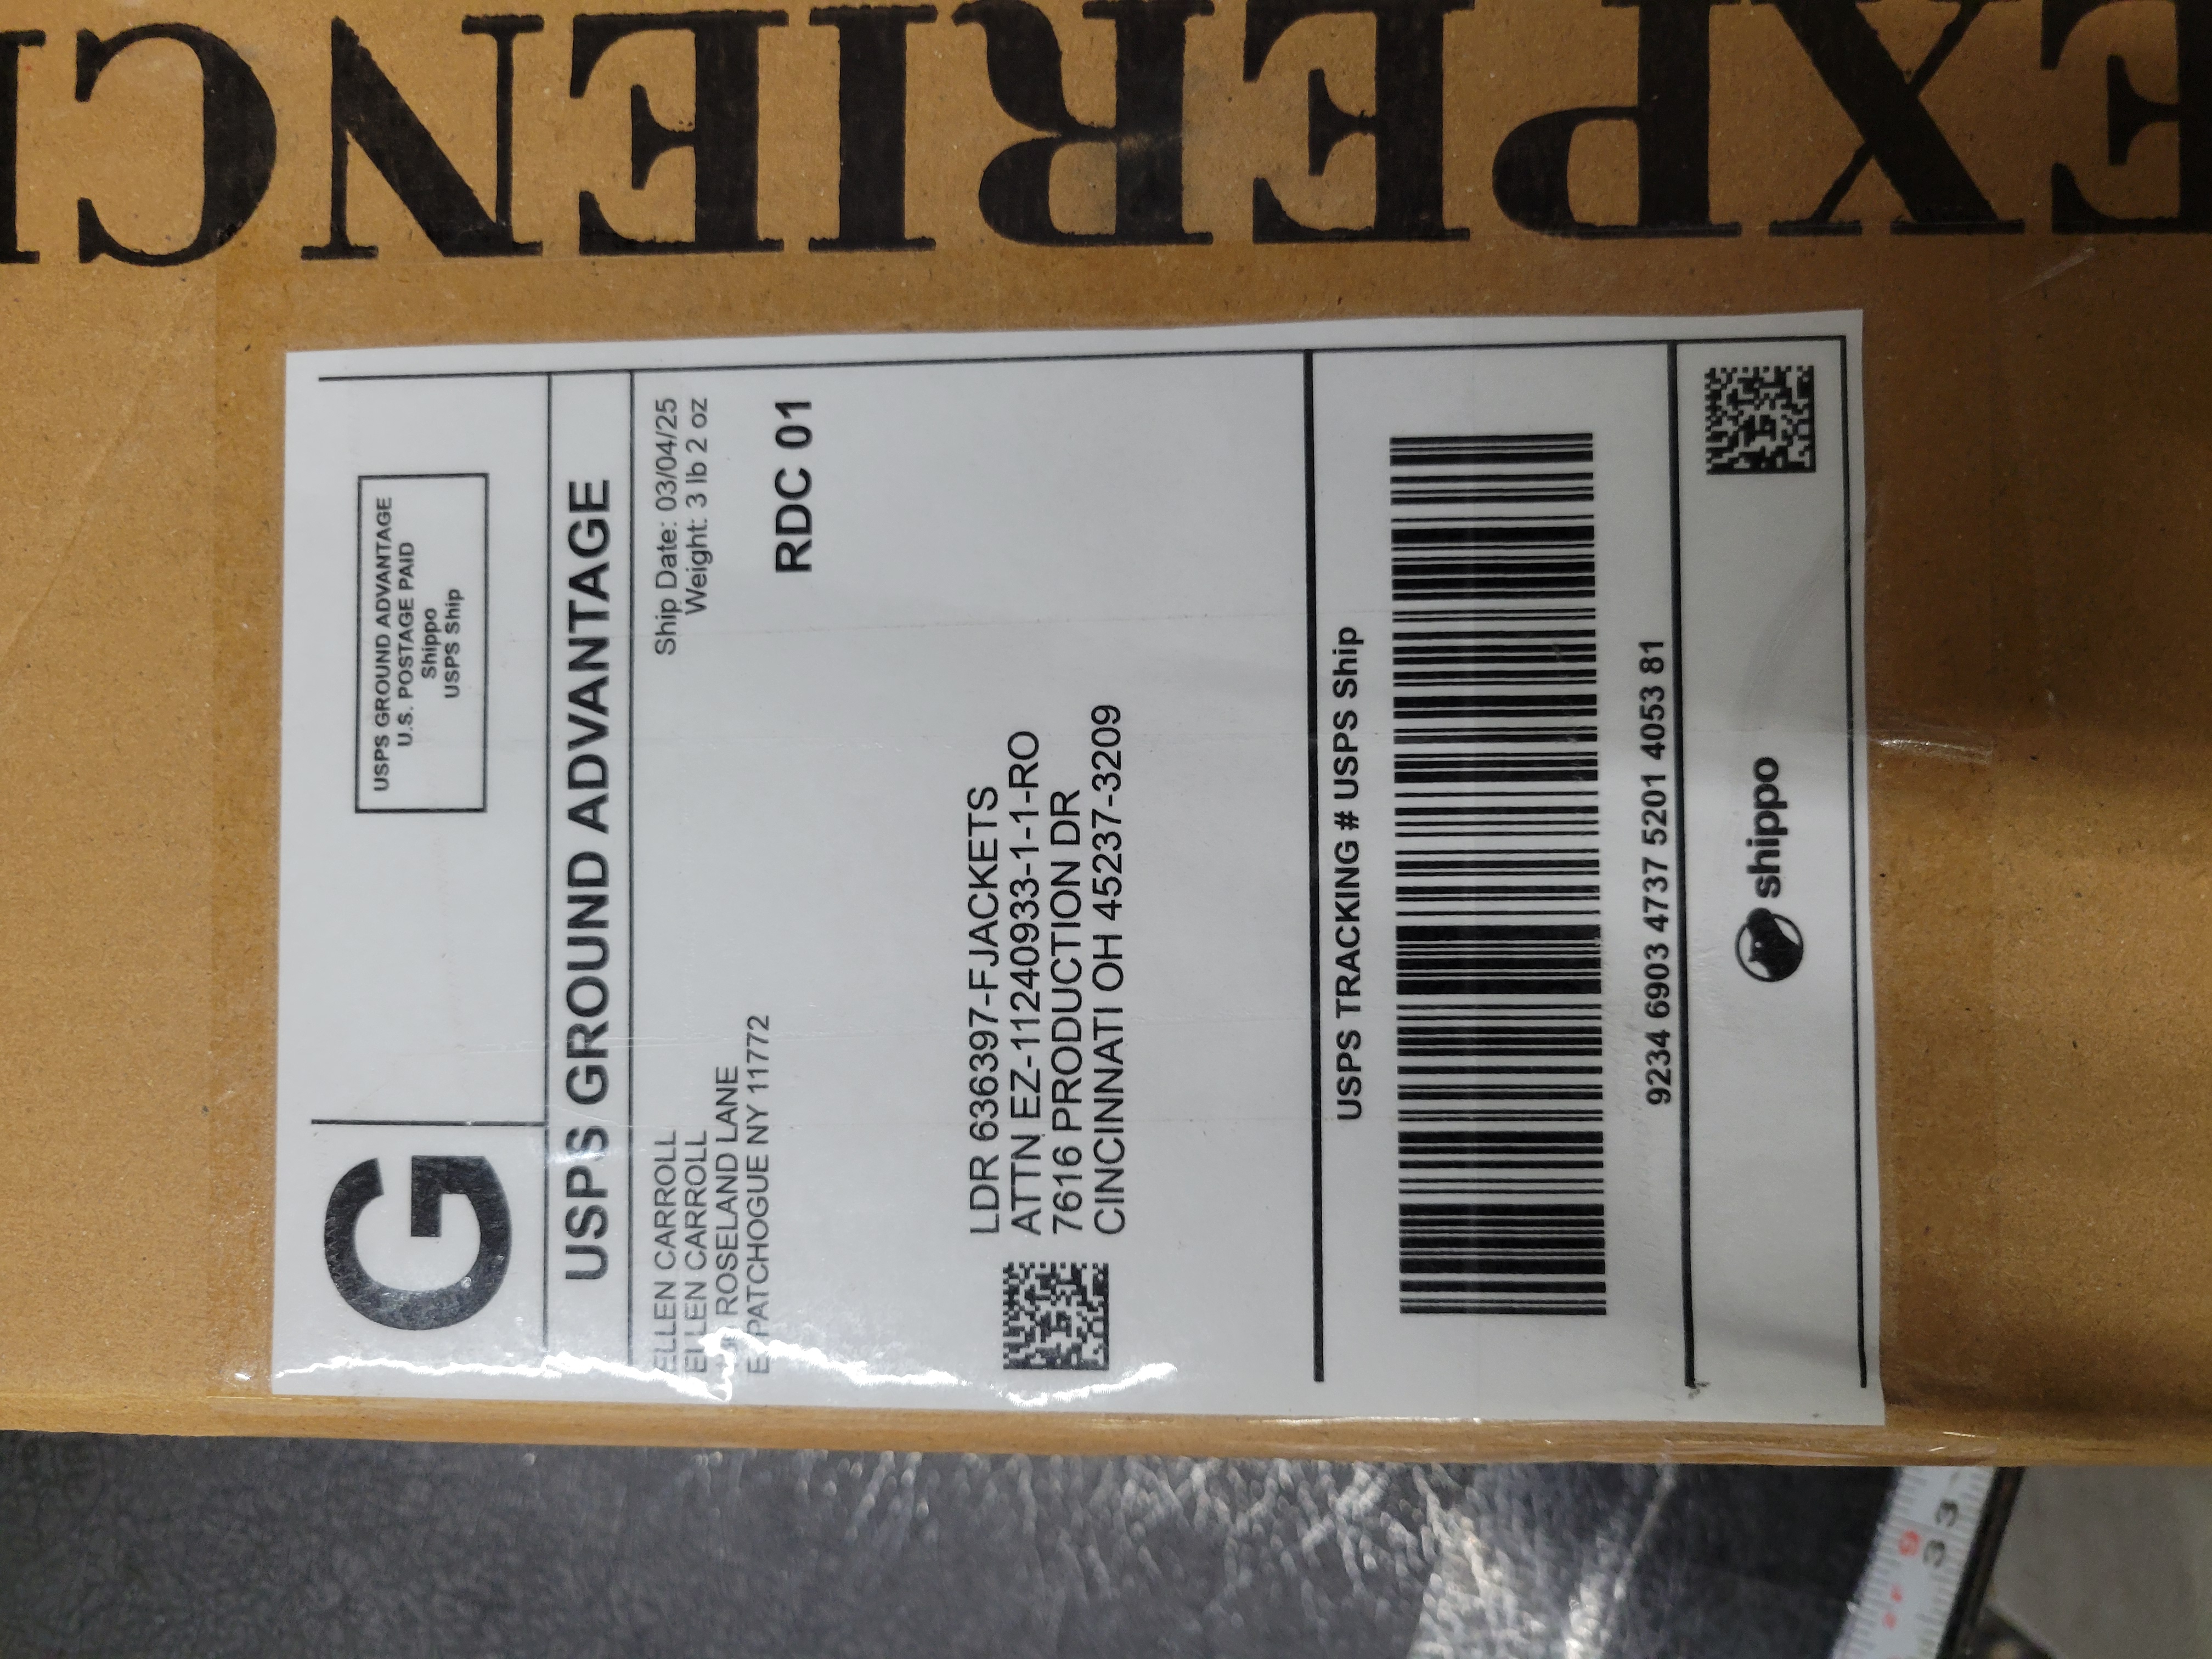 EXPERIENC
G
USPS GROUND ADVANTAGE
U.S. POSTAGE PAID
Shippo
USPS Ship
USPS GROUND ADVANTAGE
ELLEN CARROLL
ELLEN CARROLL
ROSELAND LANE
E PATCHOGUE NY 11772
Ship Date: 03/04/25
Weight: 3 lb 2 oz
RDC 01
LDR 636397-FJACKETS
ATTN EZ-11240933-1-1-RO
7616 PRODUCTION DR
CINCINNATI OH 45237-3209
USPS TRACKING # USPS Ship
9234 6903 4737 5201 4053 81
shippo
33